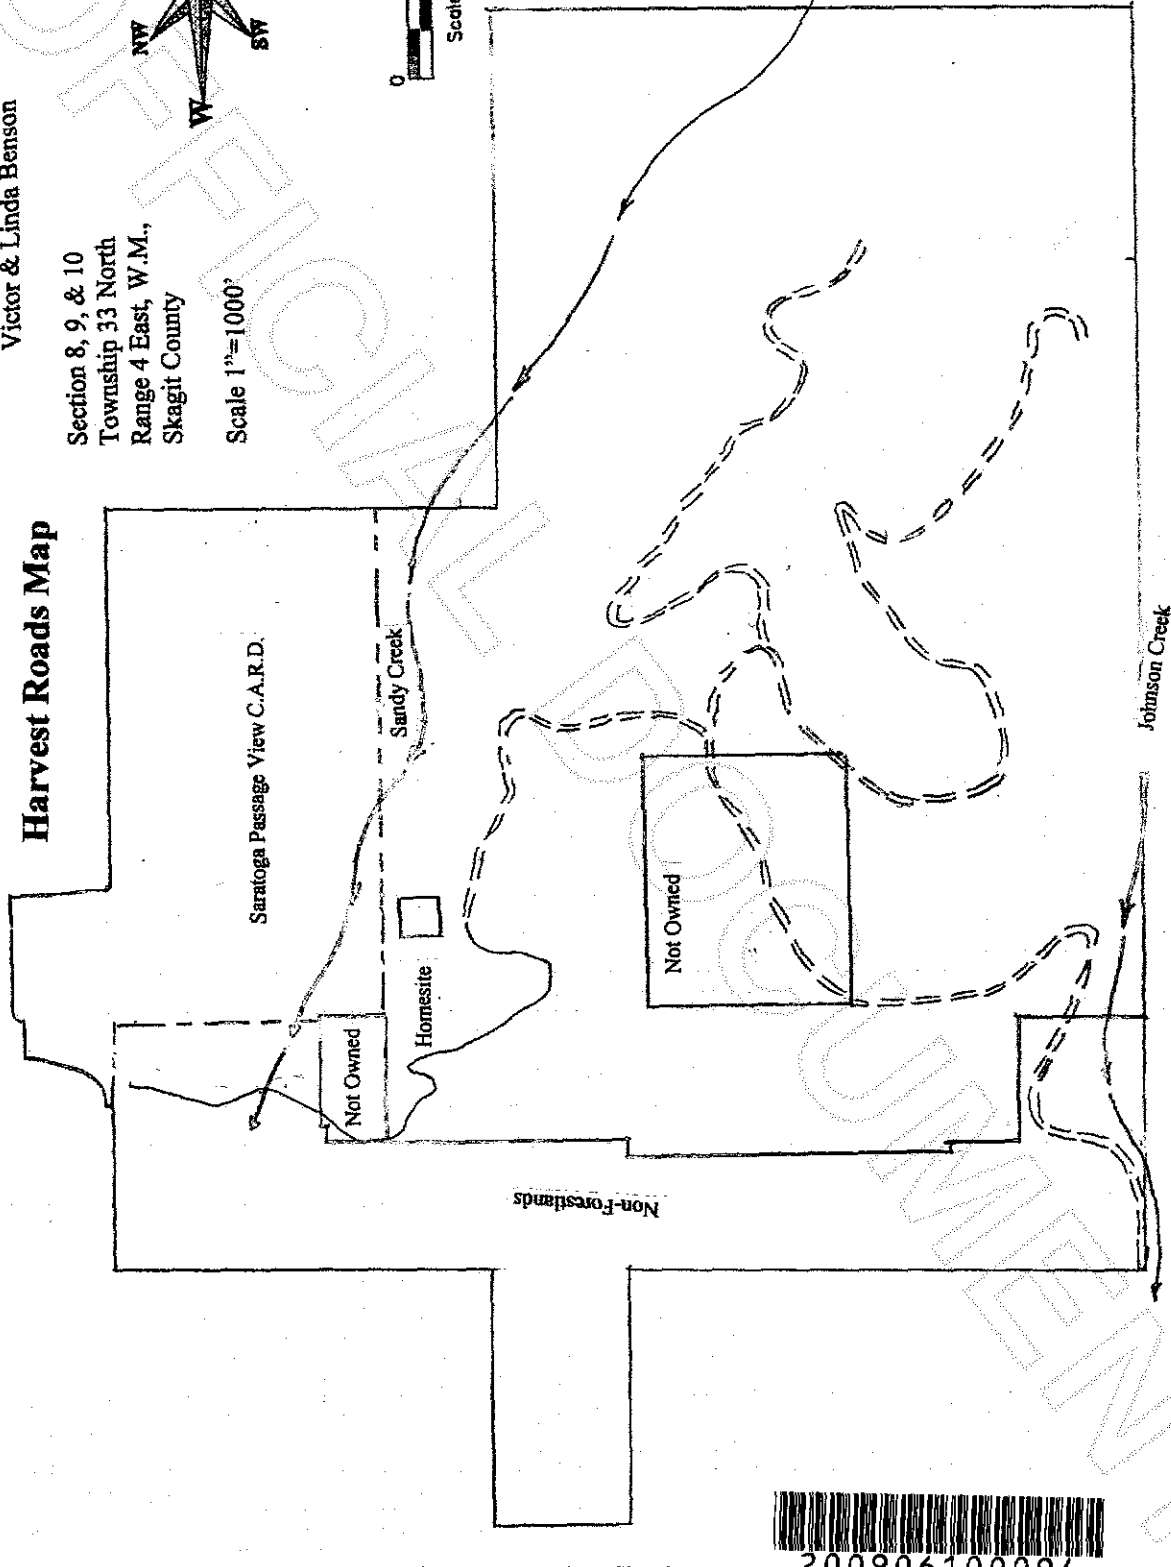 Harvest Roads Map
Victor & Linda Benson
Section 8, 9, & 10
Township 33 North
Range 4 East, W.M.,
Skagit County
Scale 1"=1000'
NW
W
SW
0
Scale
Saratoga Passage View C.A.R.D.
Sandy Creek
Not Owned
Homesite
Not Owned
Non-Forestlands
Johnson Creek
UNOFFICIAL DOCUMENT